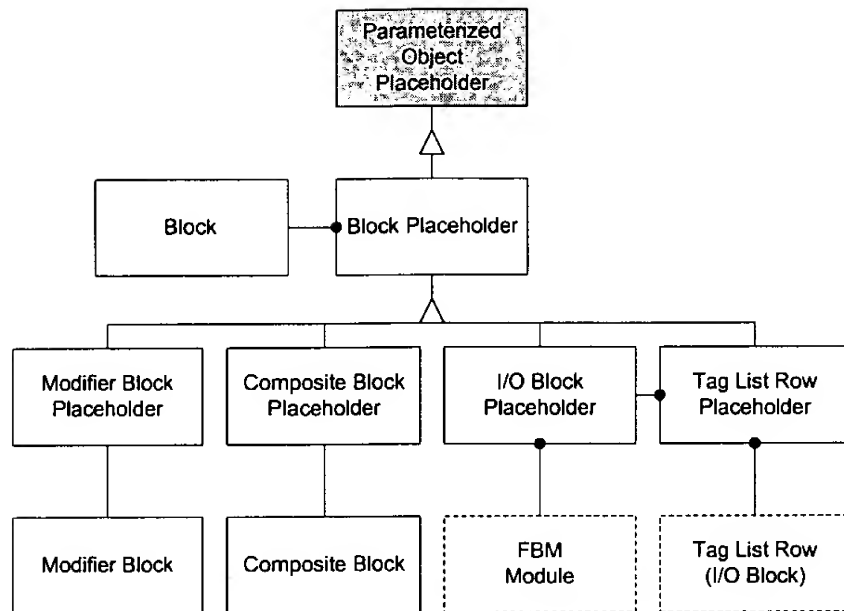 Parameterized
Object
Placeholder
Block
Block Placeholder
Modifier Block
Placeholder
Composite Block
Placeholder
I/O Block
Placeholder
Tag List Row
Placeholder
Modifier Block
Composite Block
FBM
Module
Tag List Row
(I/O Block)